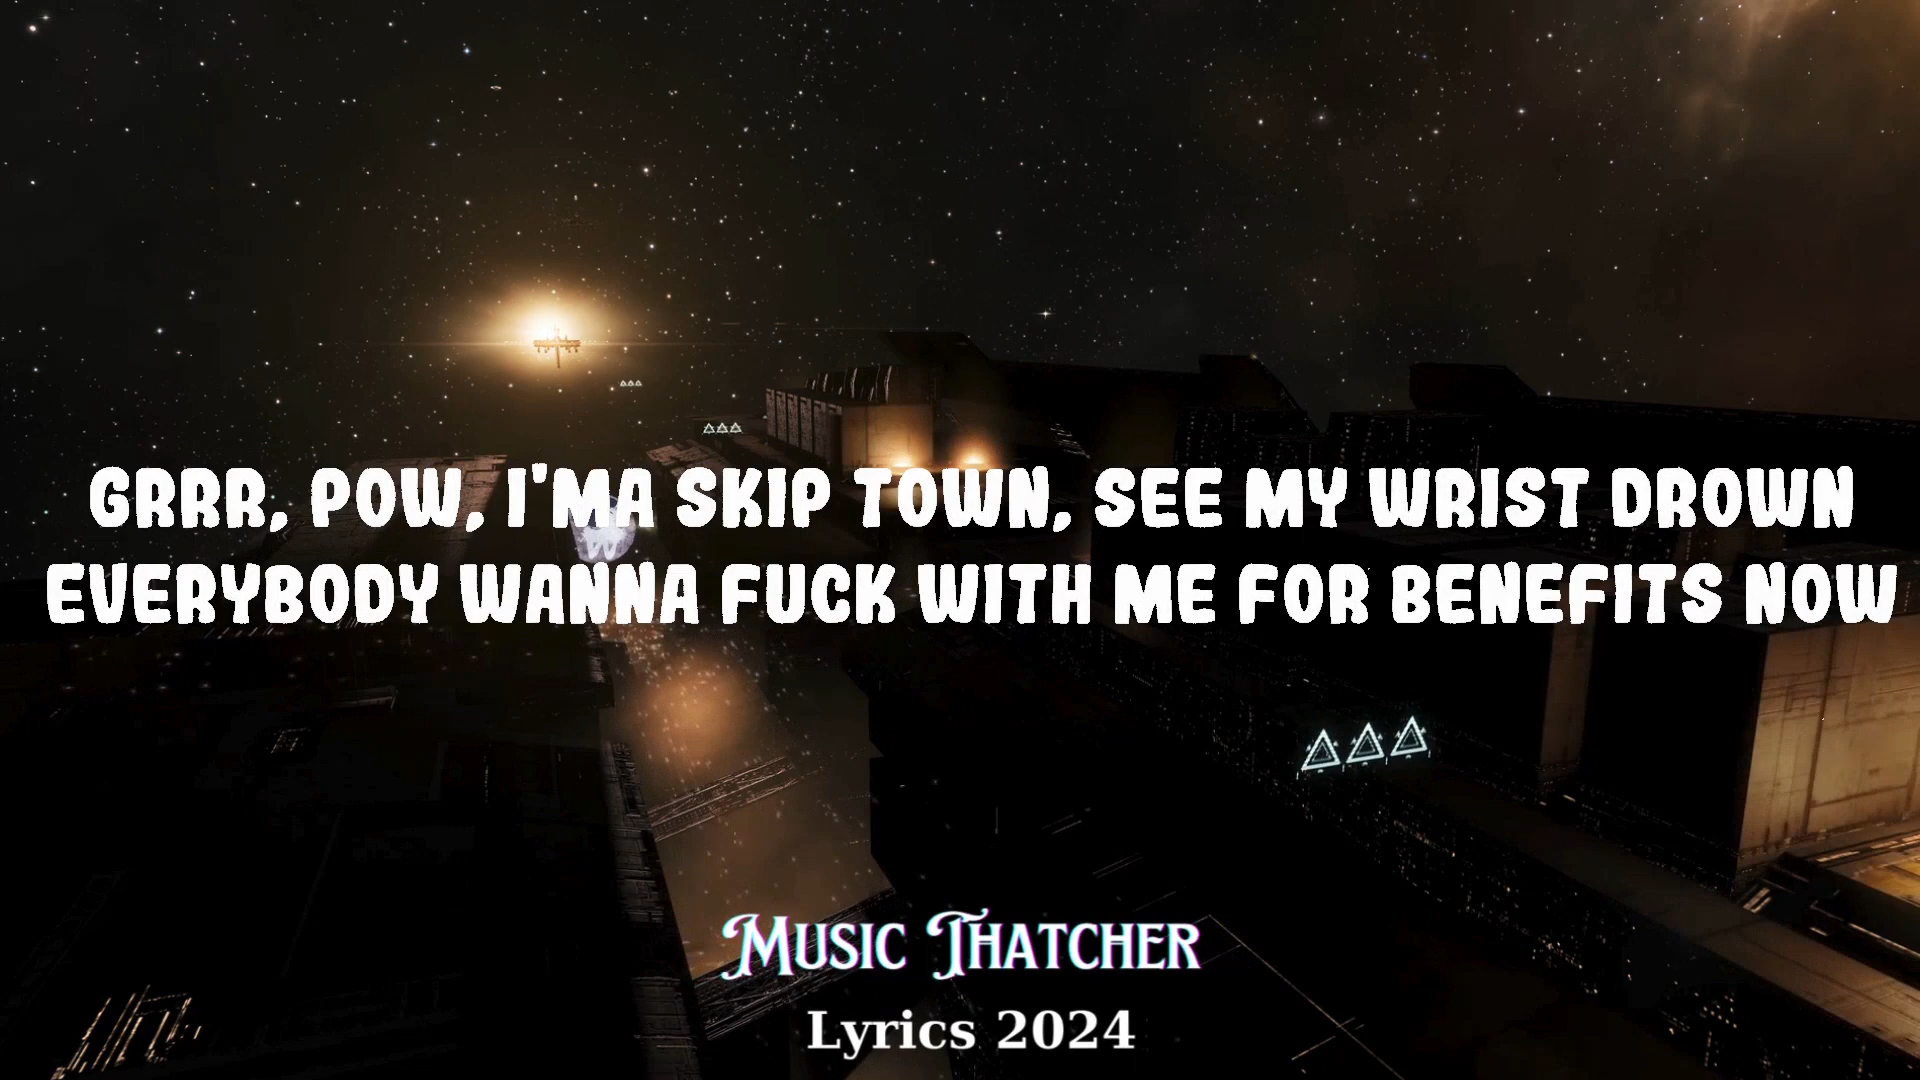 GRRR, POW, I'MA SKIP TOWN, SEE MY WRIST DROWN
EVERYBODY WANNA FUCK WITH ME FOR BENEFITS NOW
Music Thatcher
Lyrics 2024